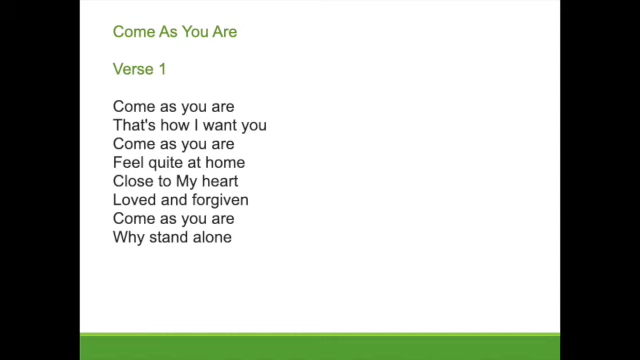 Come As You Are
Verse 1
Come as you are
That's how I want you
Come as you are
Feel quite at home
Close to My heart
Loved and forgiven
Come as you are
Why stand alone